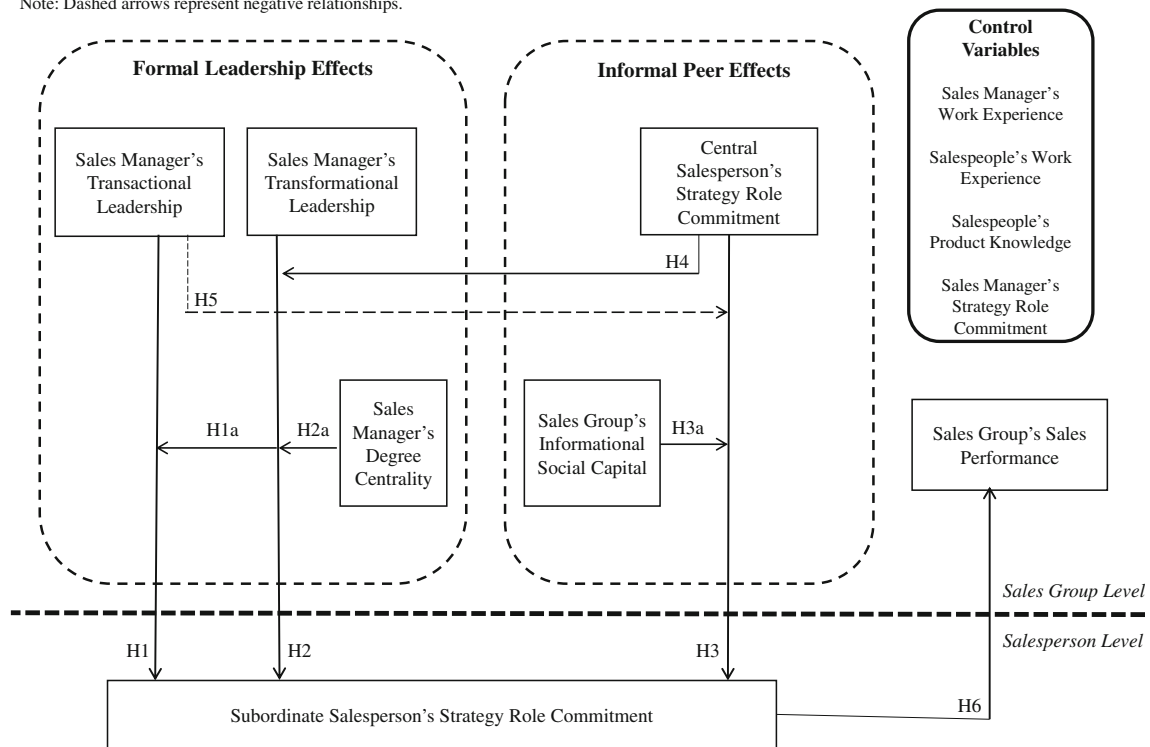 Note: Dashed arrows represent negative relationships.
Formal Leadership Effects
Informal Peer Effects
Control
Variables
Sales Manager's
Work Experience
Salespeople's Work
Experience
Salespeople's
Product Knowledge
Sales Manager's
Strategy Role
Commitment
Sales Manager's
Transactional
Leadership
Sales Manager's
Transformational
Leadership
Central
Salesperson's
Strategy Role
Commitment
H4
H5
H1a
H2a
Sales
Manager's
Degree
Centrality
Sales Group's
Informational
Social Capital
H3a
Sales Group's Sales
Performance
Sales Group Level
Salesperson Level
H1
H2
H3
H6
Subordinate Salesperson's Strategy Role Commitment